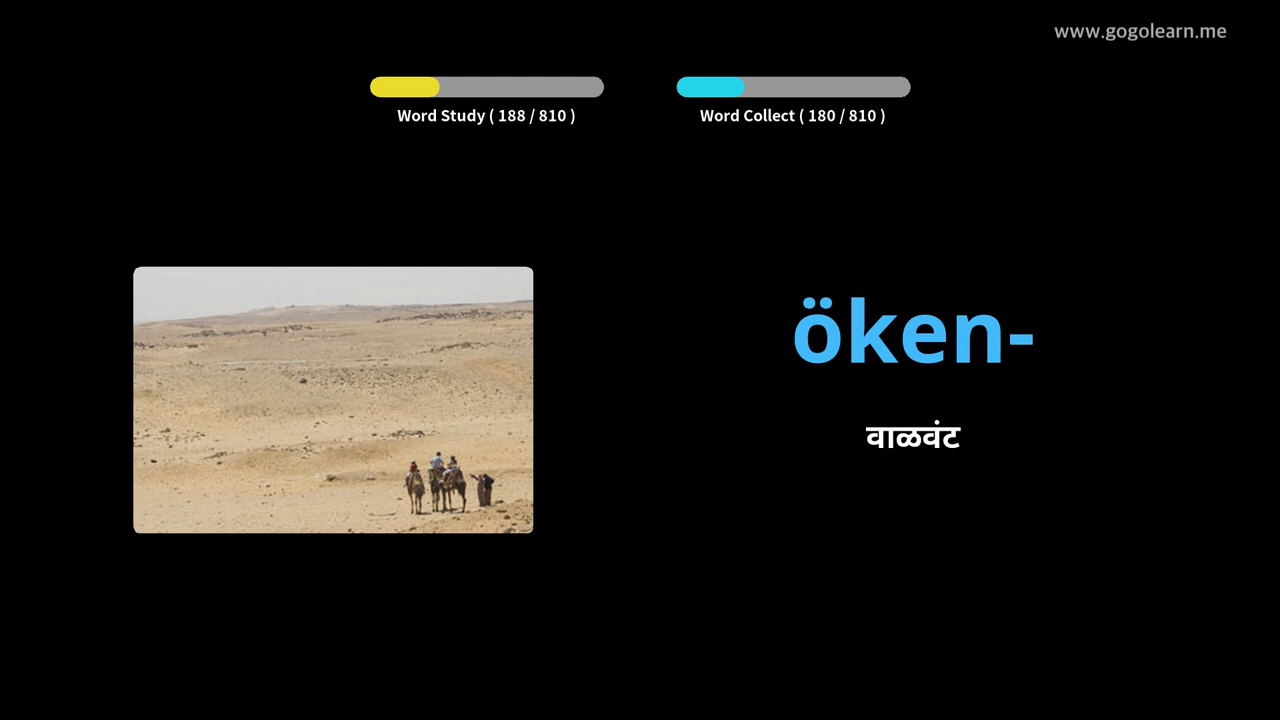 www.gogolearn.me
Word Study ( 188 / 810 )
Word Collect ( 180 / 810 )
öken-
वाळवंट